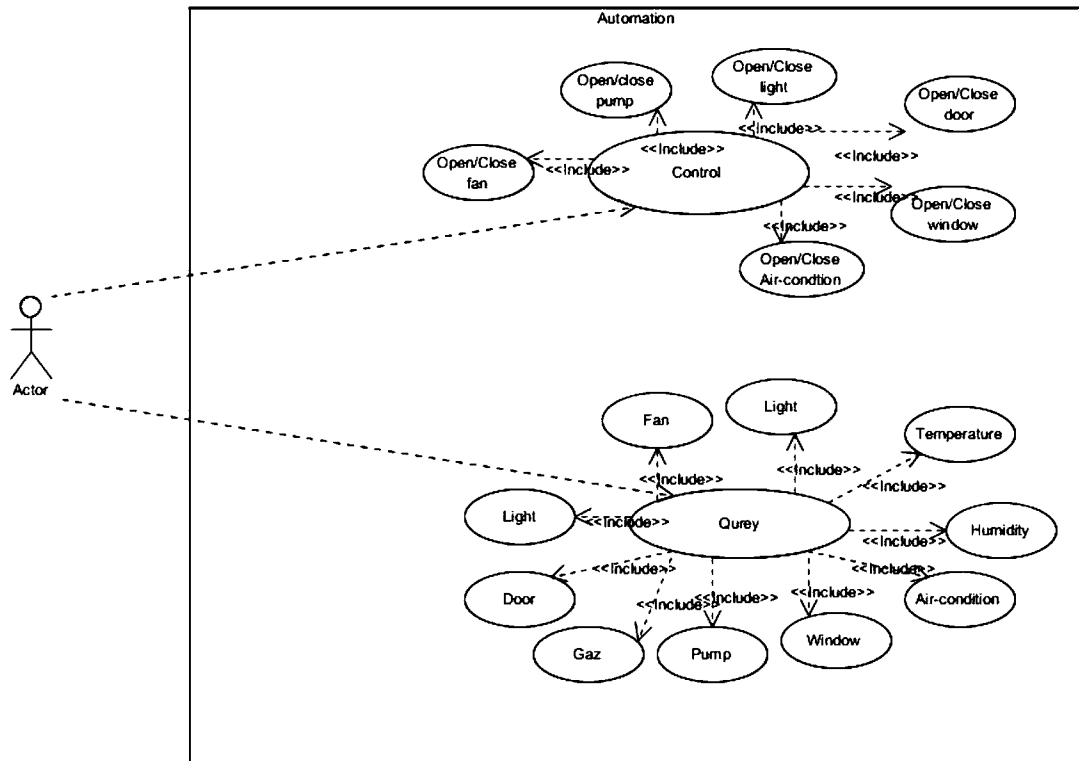 Automation
Open/close
pump
Open/Close
light
Open/Close
door
<<Include>>
<<Include>>
<<Include>>
Open/Close
fan
<<Include>>
Control
<<Include>>
Open/Close
window
<<Include>>
Open/Close
Air-condtion
Actor
Fan
Light
Temperature
<<Include>>
<<Include>>
<<Include>>
Light
<<Include>>
Qurey
<<Include>>
Humidity
<<Include>>
<<Include>>
Door
<<Include>>
<<Include>>
<<Include>>
Air-condition
Gaz
Pump
Window